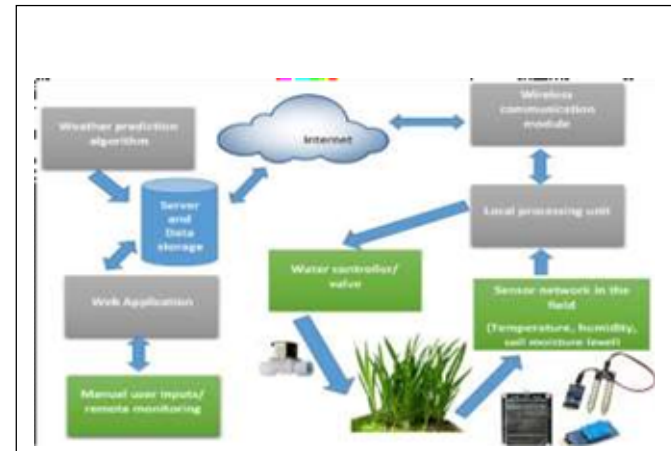 Weather prediction
algorithm
Internet
Wireless
communication
module
Server
and
Data
storage
Local processing unit
Water controller/
valve
Web Application
Sensor network in the
field
(Temperature, humidity,
soil moisture level)
Manual user inputs/
remote monitoring